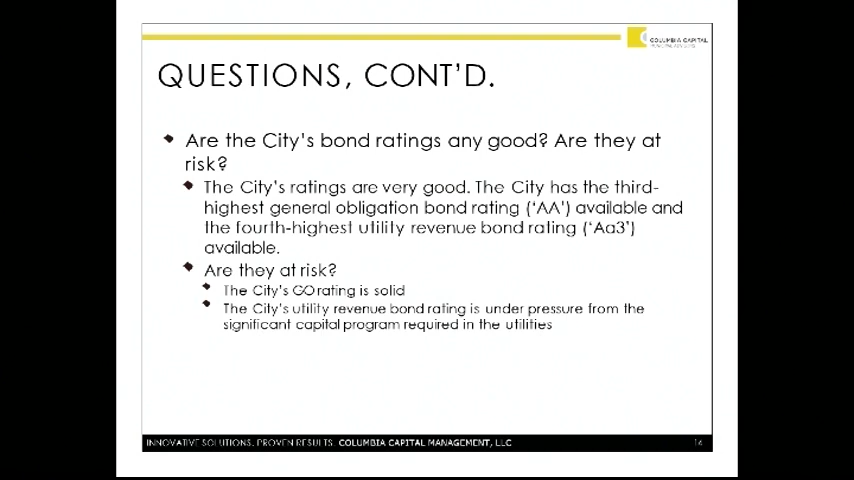 COLUMBIA CAPITAL
QUESTIONS, CONT'D.
Are the City's bond ratings any good? Are they at
risk?
The City's ratings are very good. The City has the third-
highest general obligation bond rating ('AA') available and
the fourth-highest utility revenue bond rating ('Aa3')
available.
Are they at risk?
The City's GO rating is solid
The City's utility revenue bond rating is under pressure from the
significant capital program required in the utilities
INNOVATIVE SOLUTIONS. PROVEN RESULTS. COLUMBIA CAPITAL MANAGEMENT, LLC
14